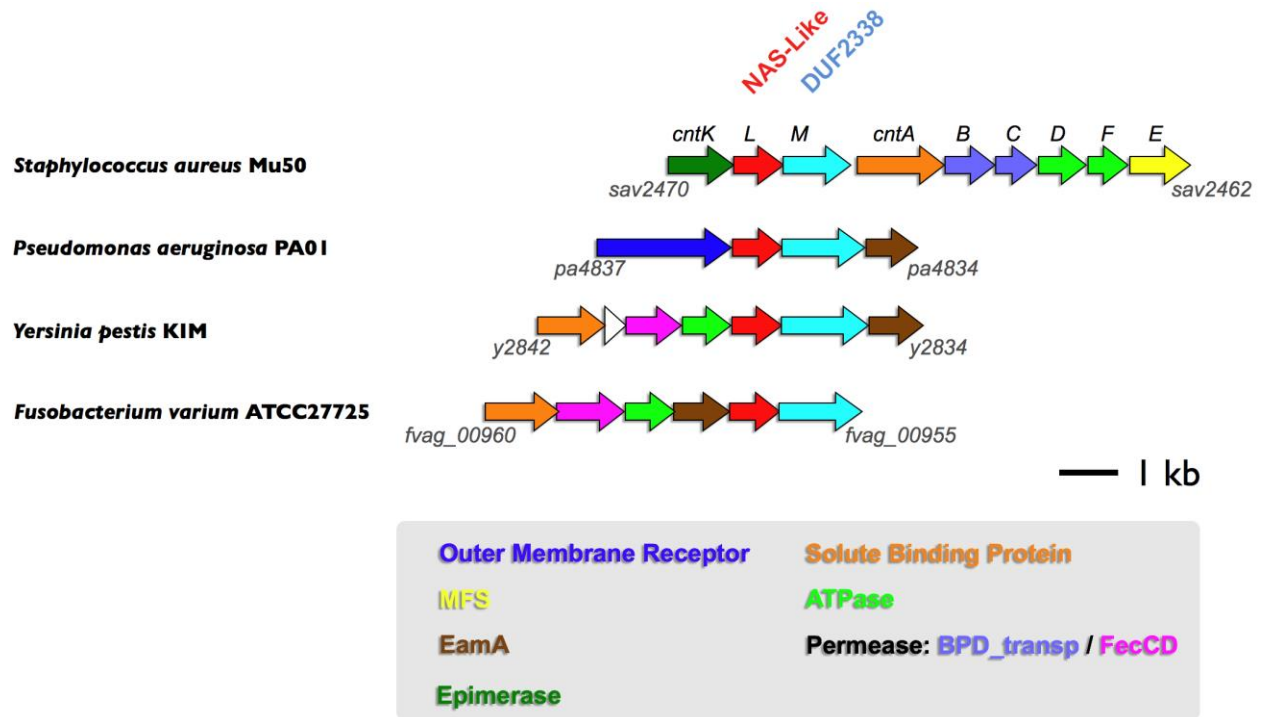 NAS-Like DUF2338
cntK L M cntA B C D F E
Staphylococcus aureus Mu50
sav2470 sav2462
Pseudomonas aeruginosa PA01
pa4837 pa4834
Yersinia pestis KIM
y2842 y2834
Fusobacterium varium ATCC27725
fvag_00960 fvag_00955
1 kb
Outer Membrane Receptor Solute Binding Protein
MFS ATPase
EamA Permease: BPD_transp / FecCD
Epimerase